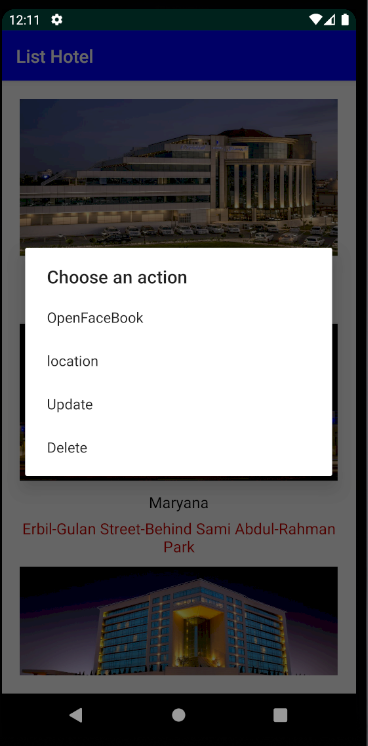 12:11
List Hotel
Choose an action
OpenFaceBook
location
Update
Delete
Maryana
Erbil-Gulan Street-Behind Sami Abdul-Rahman
Park